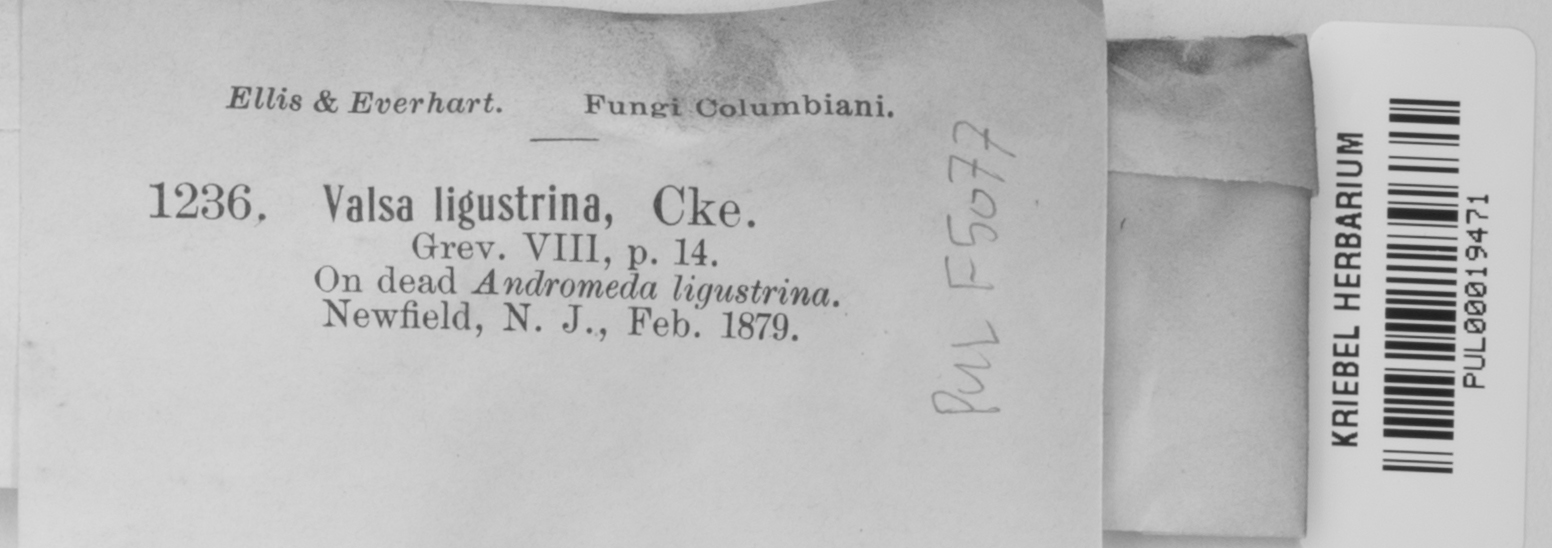 Ellis & Everhart. Fungi Columbiani.
1236. Valsa ligustrina, Cke.
Grev. VIII, p. 14.
On dead Andromeda ligustrina.
Newfield, N. J., Feb. 1879.
PUL F5077
KRIEBEL HERBARIUM
PUL00019471